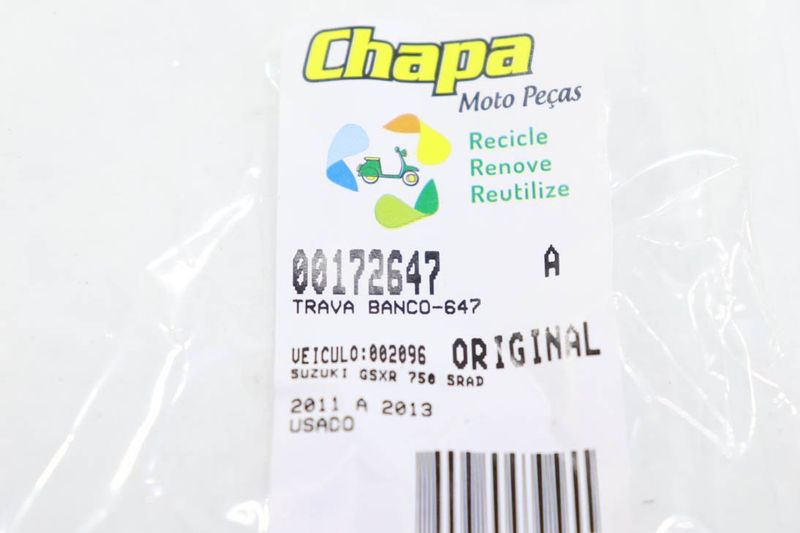 Chapa
Moto Peças
Recicle
Renove
Reutilize
00172647 A
TRAVA BANCO-647
VEICULO:002096 ORIGINAL
SUZUKI GSXR 750 SRAD
2011 A 2013
USADO